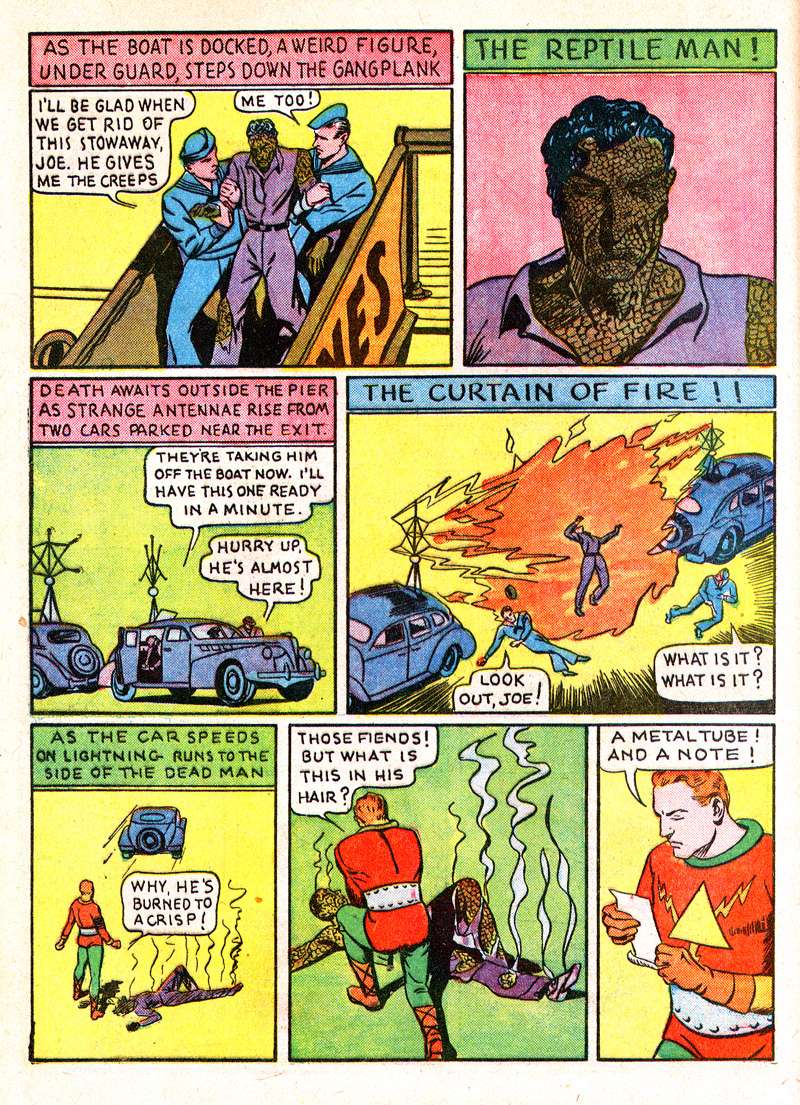 AS THE BOAT IS DOCKED, A WEIRD FIGURE,
UNDER GUARD, STEPS DOWN THE GANGPLANK
I'LL BE GLAD WHEN
WE GET RID OF
THIS STOWAWAY,
JOE. HE GIVES
ME THE CREEPS
ME TOO!
NES
THE REPTILE MAN!
DEATH AWAITS OUTSIDE THE PIER
AS STRANGE ANTENNAE RISE FROM
TWO CARS PARKED NEAR THE EXIT.
THEY'RE TAKING HIM
OFF THE BOAT NOW. I'LL
HAVE THIS ONE READY
IN A MINUTE.
HURRY UP,
HE'S ALMOST
HERE!
THE CURTAIN OF FIRE!!
LOOK
OUT, JOE!
WHAT IS IT?
WHAT IS IT?
AS THE CAR SPEEDS
ON LIGHTNING- RUNS TO THE
SIDE OF THE DEAD MAN
WHY, HE'S
BURNED TO
A CRISP!
THOSE FIENDS!
BUT WHAT IS
THIS IN HIS
HAIR?
A METAL TUBE!
AND A NOTE!